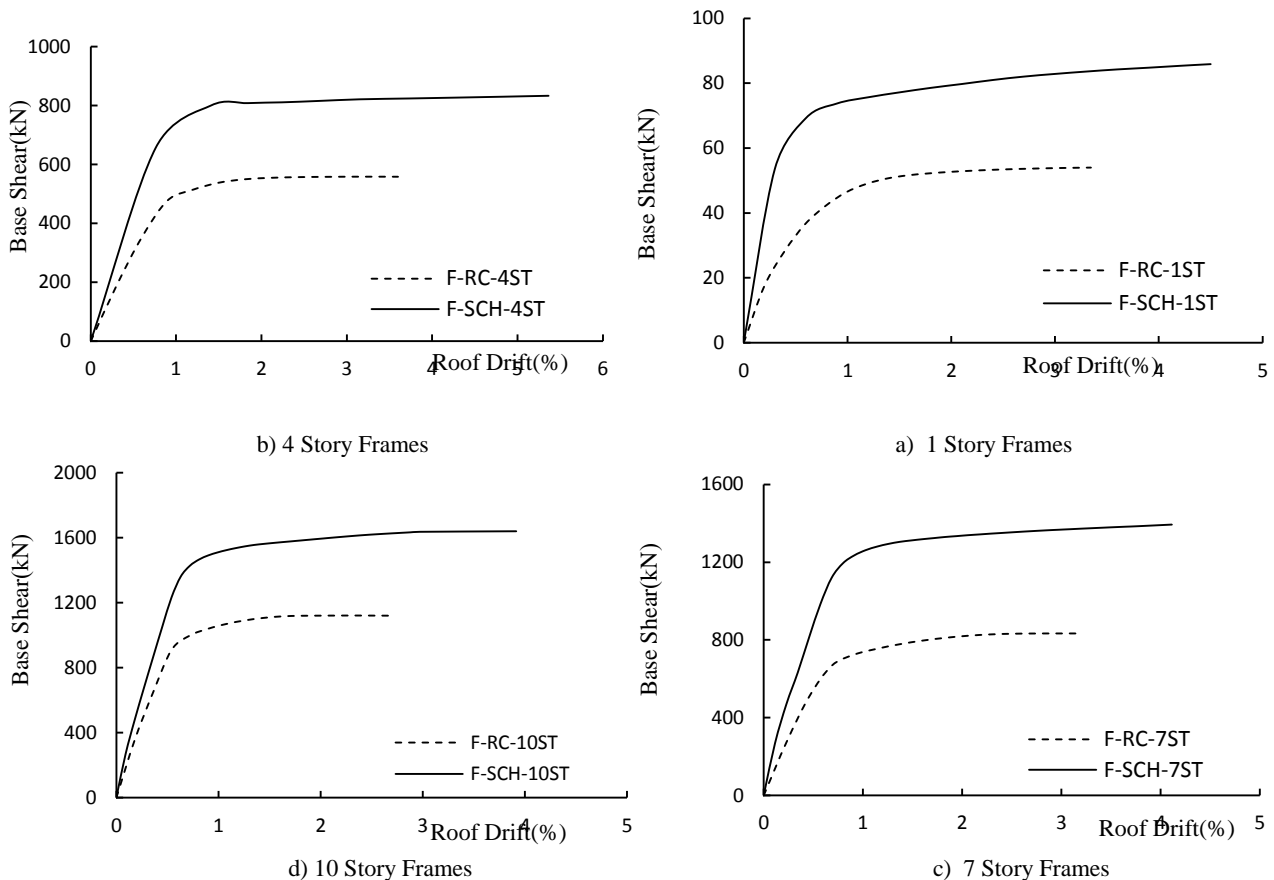 1000
800
600
400
200
0
Base Shear(kN)
F-RC-4ST
F-SCH-4ST
0 1 2 3 4 5 6
Roof Drift(%)
b) 4 Story Frames
100
80
60
40
20
0
Base Shear(kN)
F-RC-1ST
F-SCH-1ST
0 1 2 3 4 5
Roof Drift(%)
a) 1 Story Frames
2000
1600
1200
800
400
0
Base Shear(kN)
F-RC-10ST
F-SCH-10ST
0 1 2 3 4 5
Roof Drift(%)
d) 10 Story Frames
1600
1200
800
400
0
Base Shear(kN)
F-RC-7ST
F-SCH-7ST
0 1 2 3 4 5
Roof Drift(%)
c) 7 Story Frames